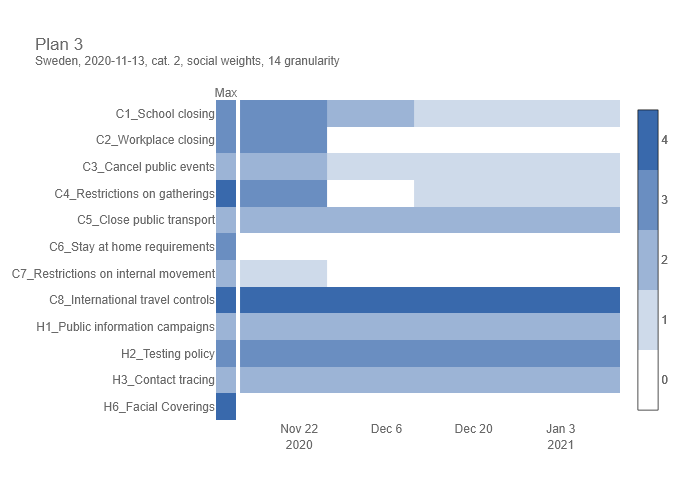 Plan 3
Sweden, 2020-11-13, cat. 2, social weights, 14 granularity
Max
C1_School closing
C2_Workplace closing
C3_Cancel public events
C4_Restrictions on gatherings
C5_Close public transport
C6_Stay at home requirements
C7_Restrictions on internal movement
C8_International travel controls
H1_Public information campaigns
H2_Testing policy
H3_Contact tracing
H6_Facial Coverings
4
3
2
1
0
Nov 22 Dec 6 Dec 20 Jan 3
2020 2021